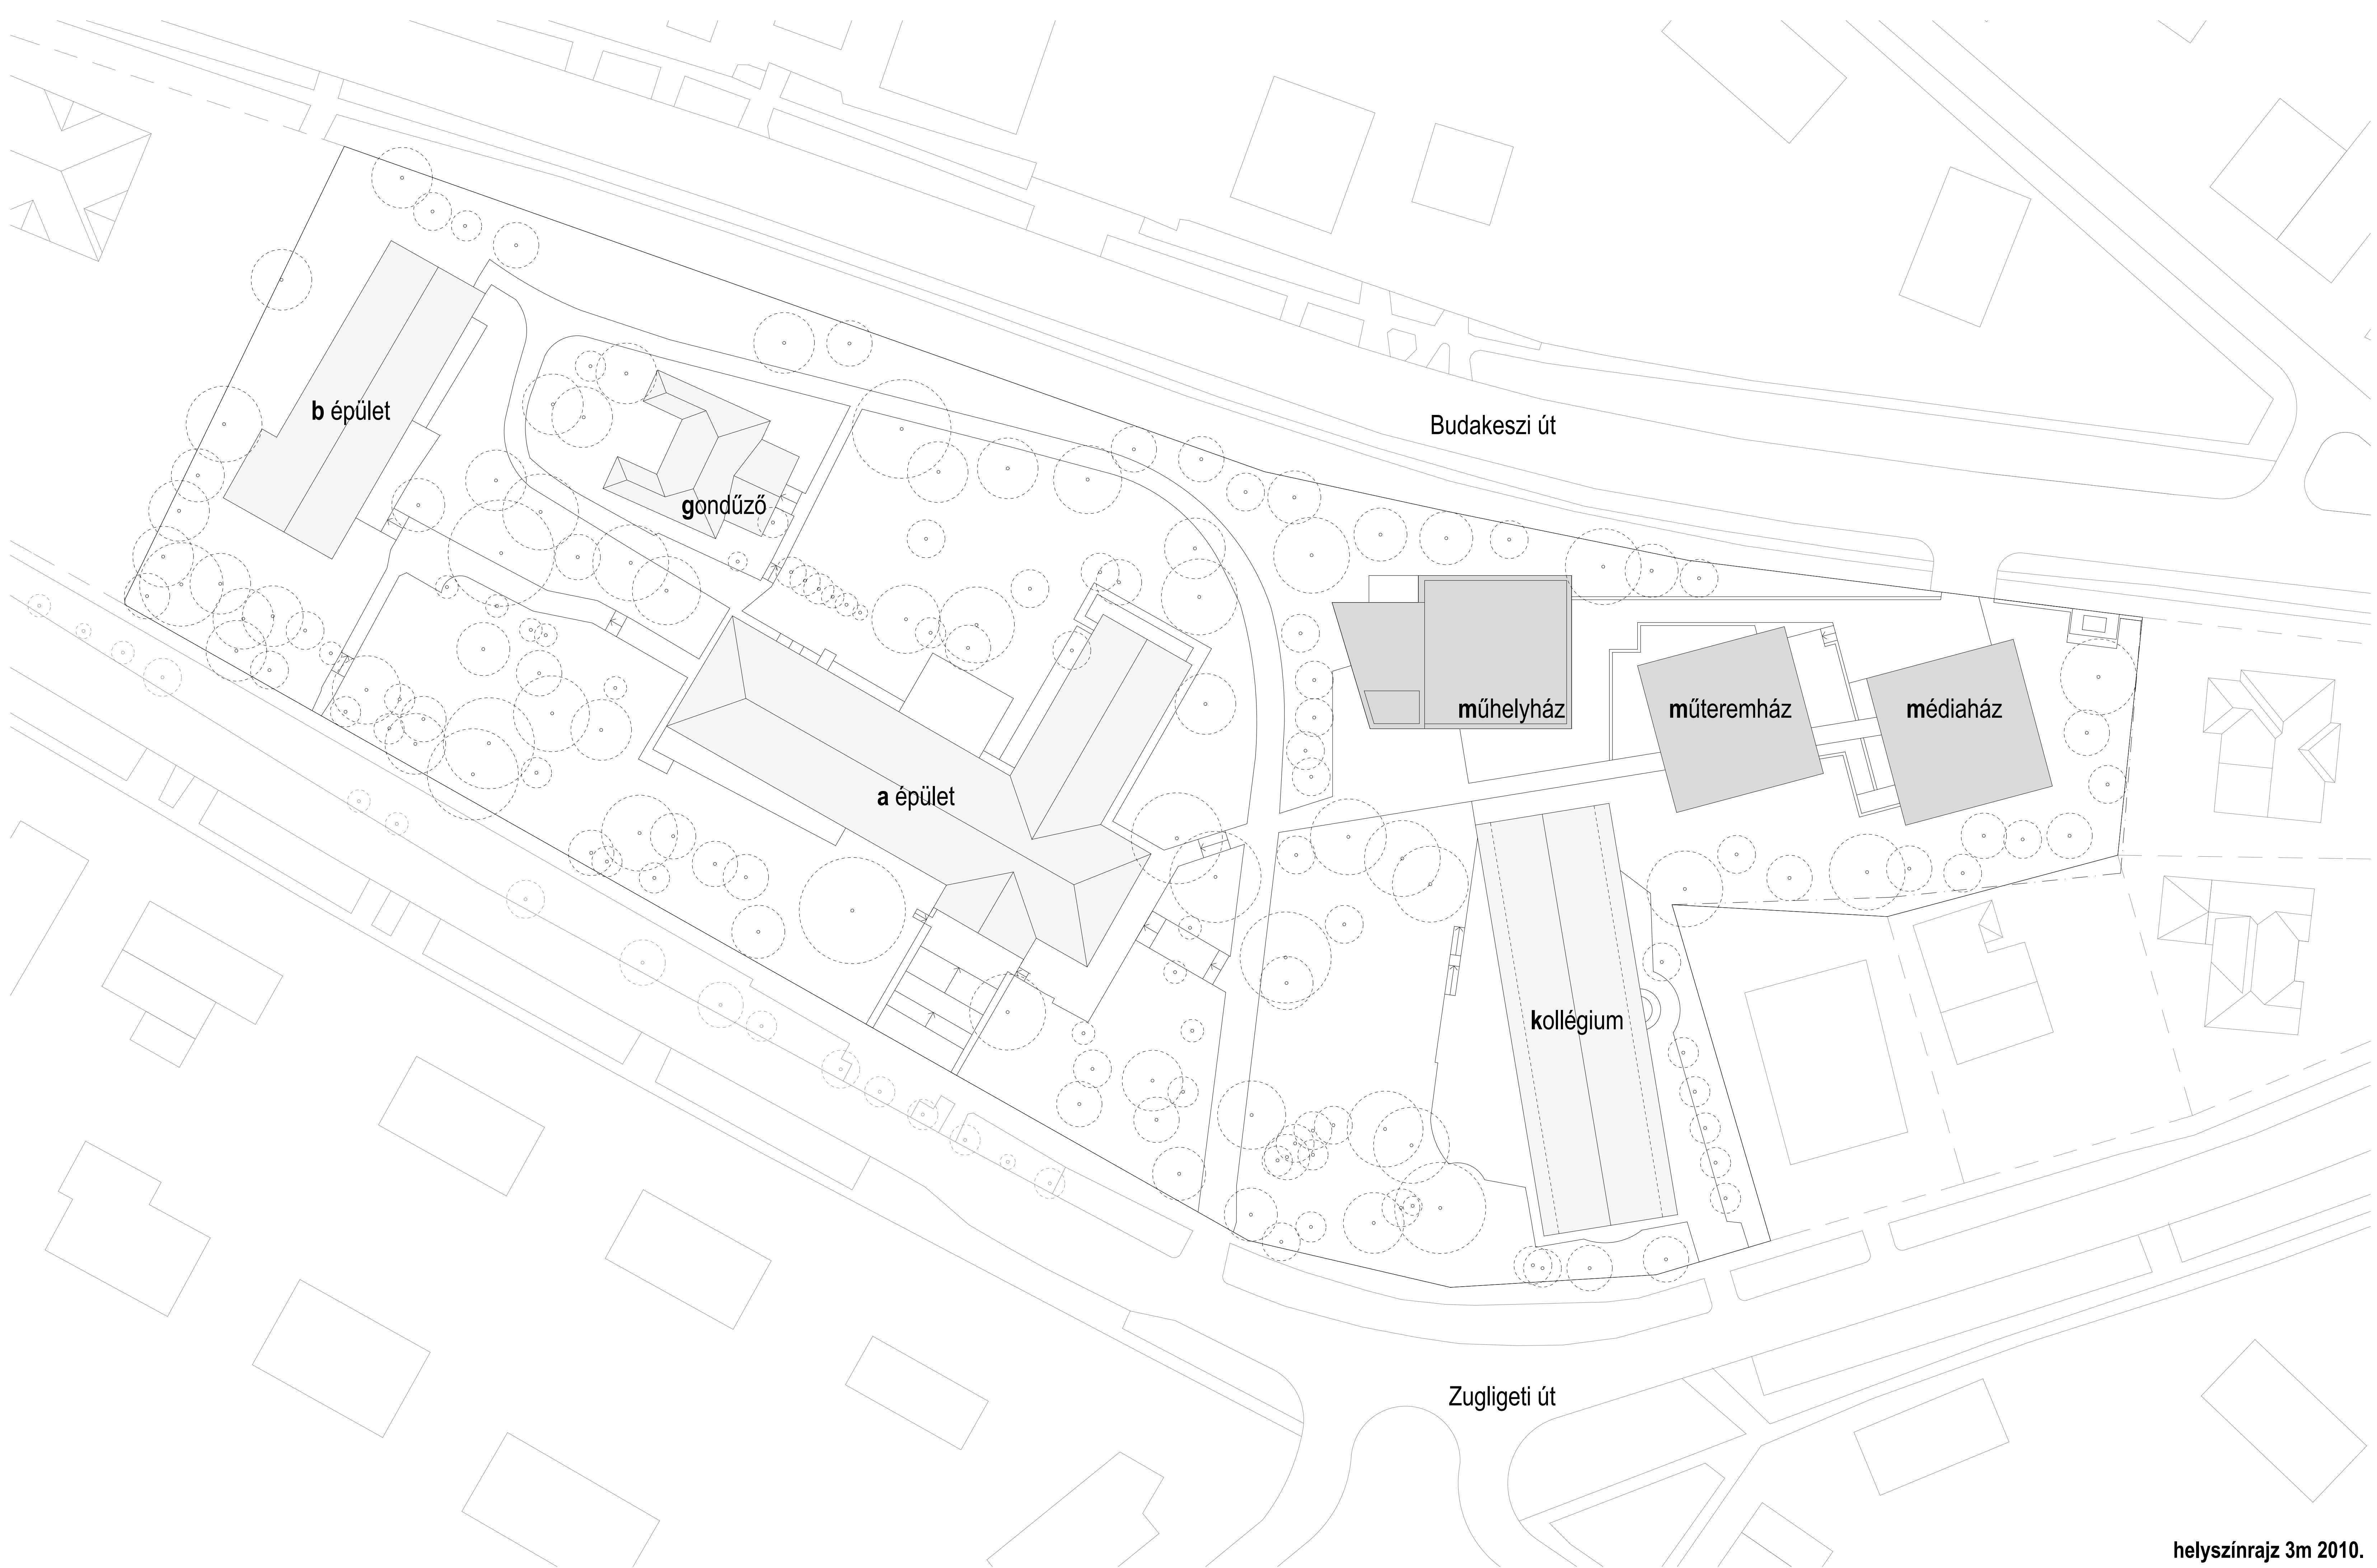 b épület
Budakeszi út
gondűző
műhelyház
műteremház
médiaház
a épület
kollégium
Zugligeti út
helyszínrajz 3m 2010.